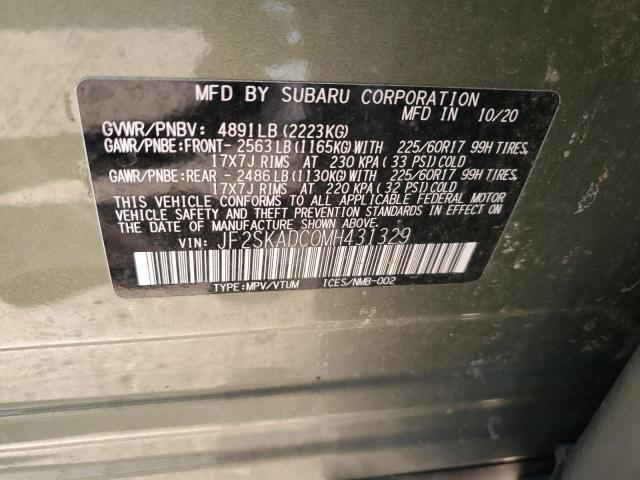 MFD BY SUBARU CORPORATION
MFD IN 10/20
GVWR/PNBV: 4891LB(2223KG)
GAWR/PNBE:FRONT- 2563LB(1165KG)WITH 225/60R17 99H TIRES,
17X7J RIMS AT 230 KPA(33 PSI)COLD
GAWR/PNBE:REAR - 2486LB(1130KG)WITH 225/60R17 99H TIRES,
17X7J RIMS AT 220 KPA(32 PSI)COLD
THIS VEHICLE CONFORMS TO ALL APPLICABLE FEDERAL MOTOR
VEHICLE SAFETY AND THEFT PREVENTION STANDARDS IN EFFECT ON
THE DATE OF MANUFACTURE SHOWN ABOVE.
VIN: JF2SKADC0MH431329
TYPE:MPV/VTUM ICES/NMB-002